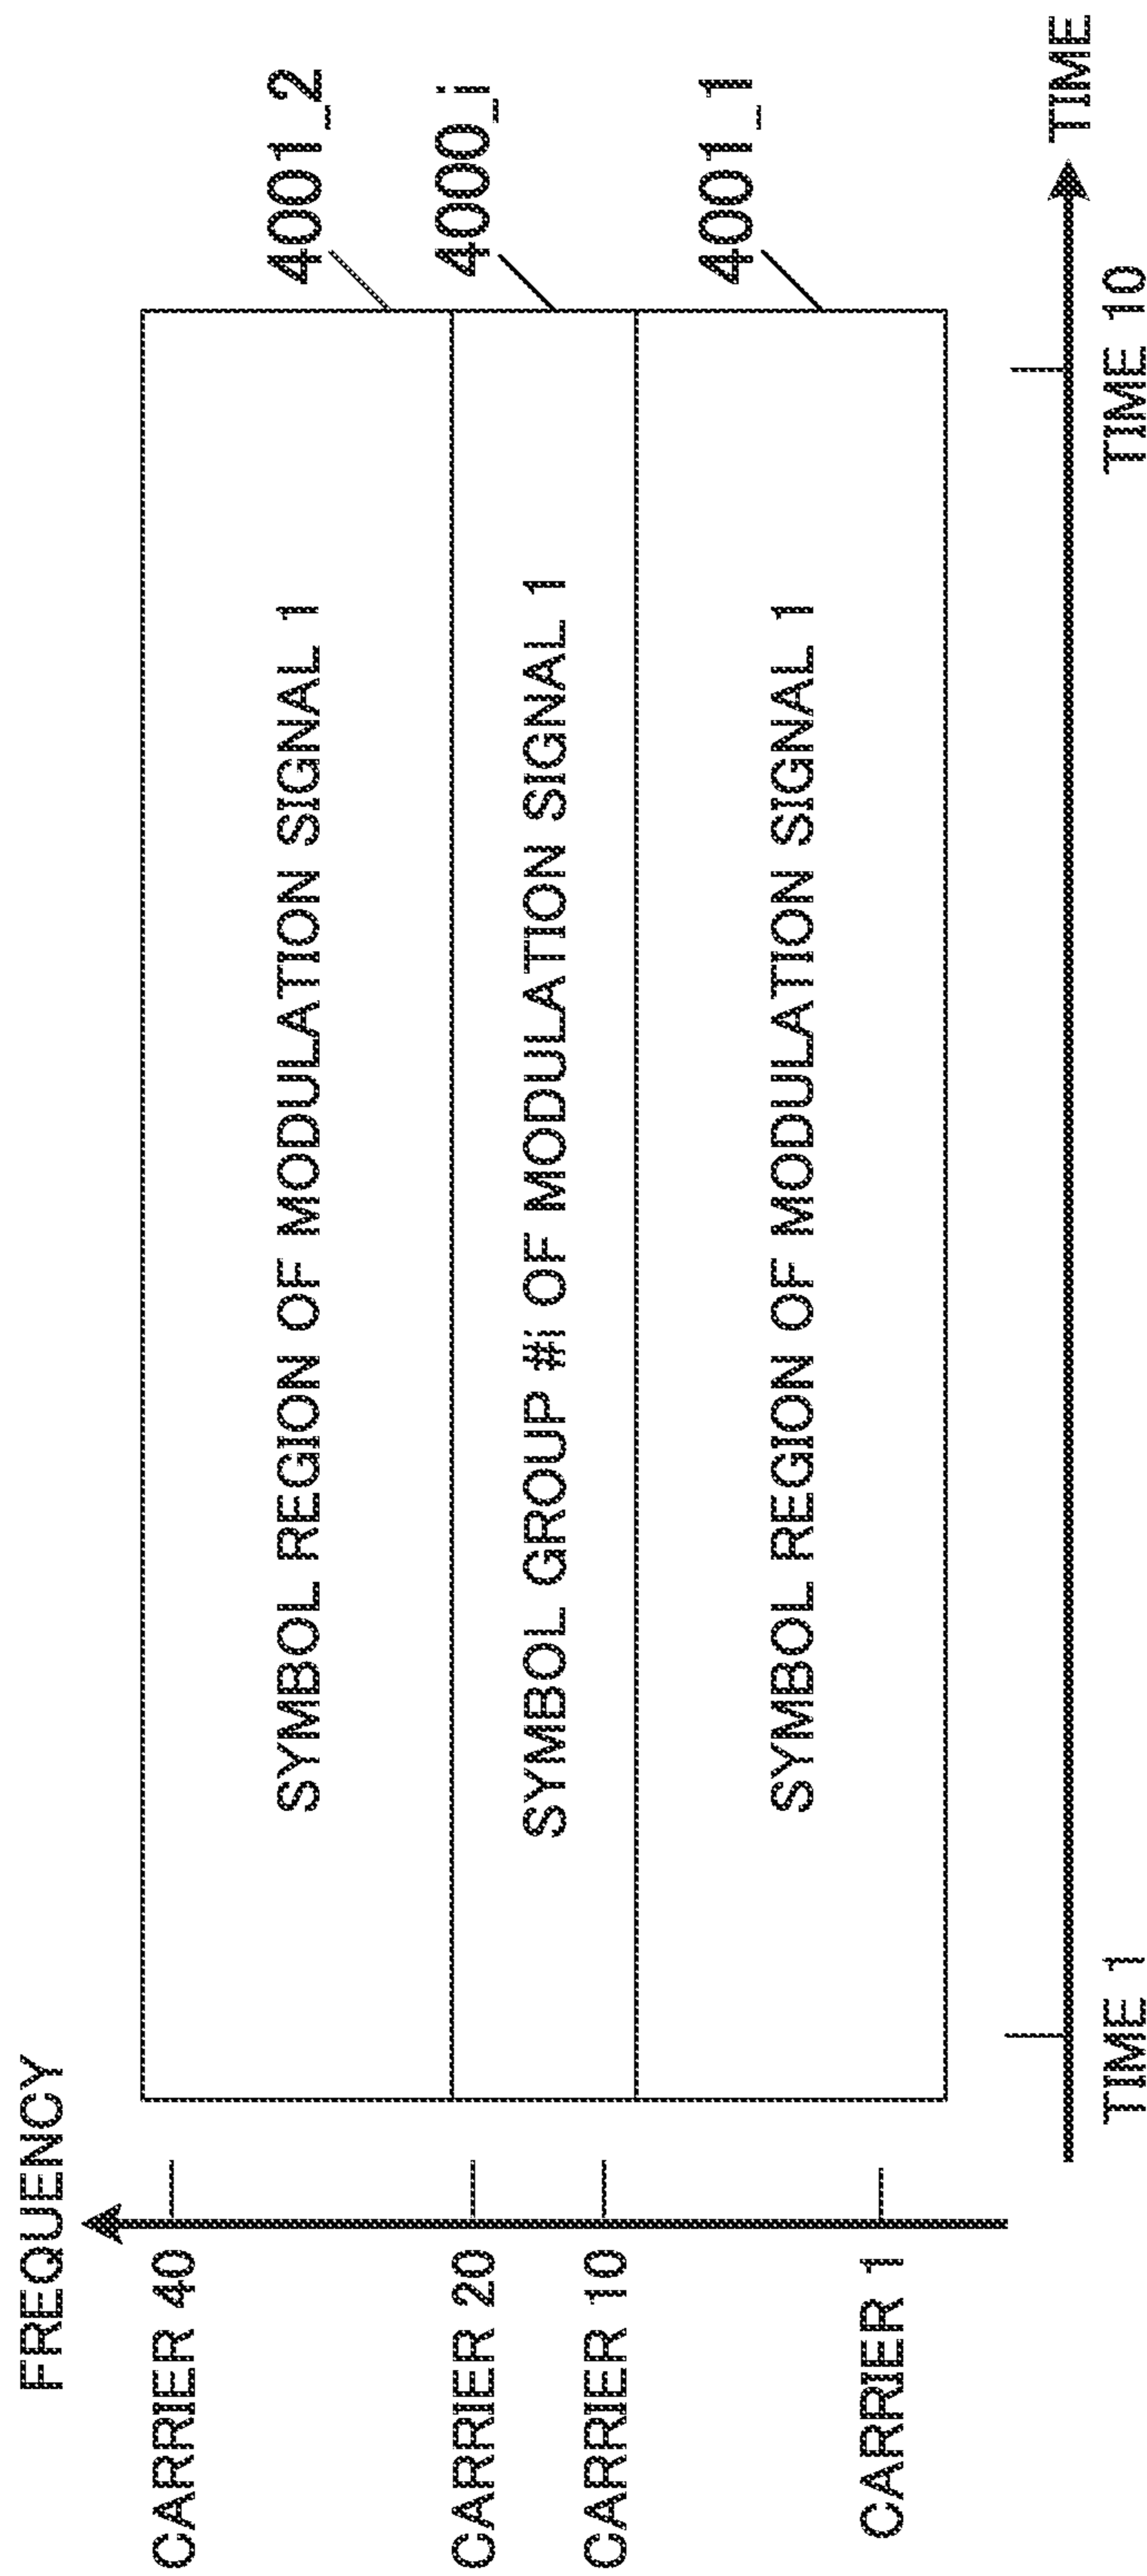 FREQUENCY
CARRIER 40
CARRIER 20
CARRIER 10
CARRIER 1
SYMBOL REGION OF MODULATION SIGNAL 1
4001_2
SYMBOL GROUP #i OF MODULATION SIGNAL 1
4000_i
SYMBOL REGION OF MODULATION SIGNAL 1
4001_1
TIME 1
TIME 10
TIME